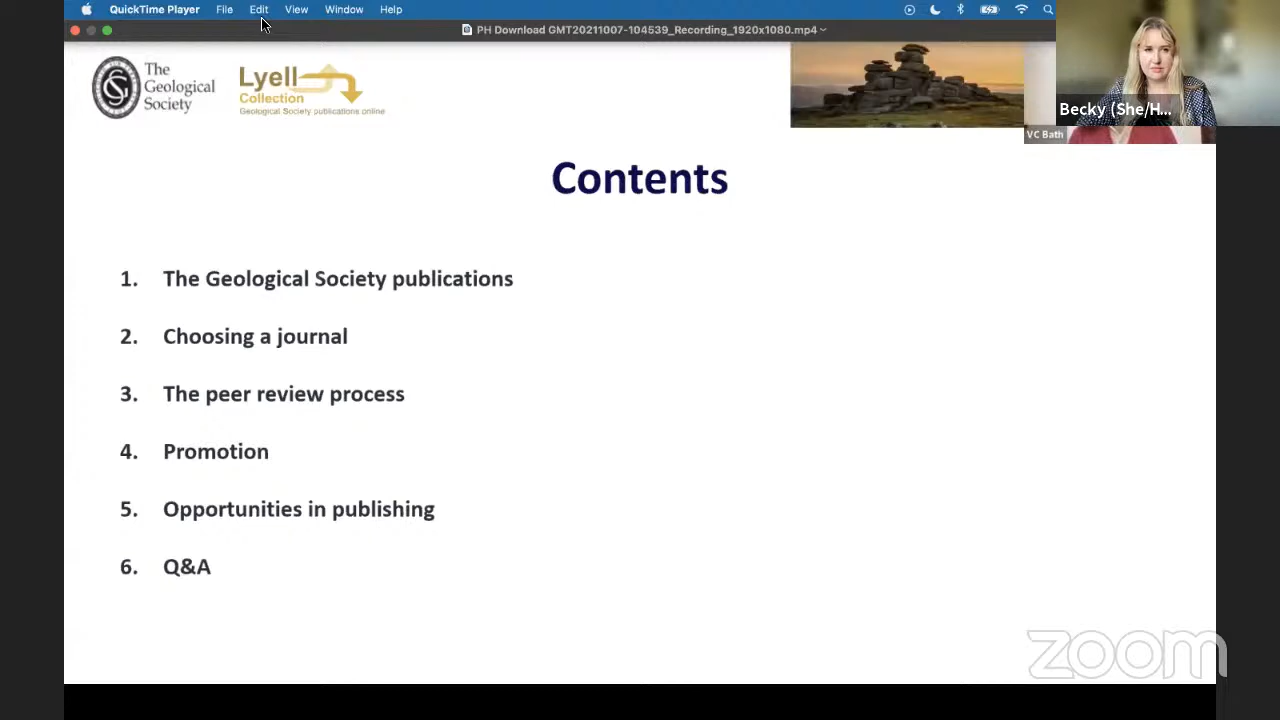 QuickTime Player File Edit View Window Help
PH Download GMT20211007-104539_Recording_1920x1080.mp4
The
Geological
Society
Lyell
Collection
Geological Society publications online
Becky (She/H...
VC Bath
Contents
1. The Geological Society publications
2. Choosing a journal
3. The peer review process
4. Promotion
5. Opportunities in publishing
6. Q&A
zoom